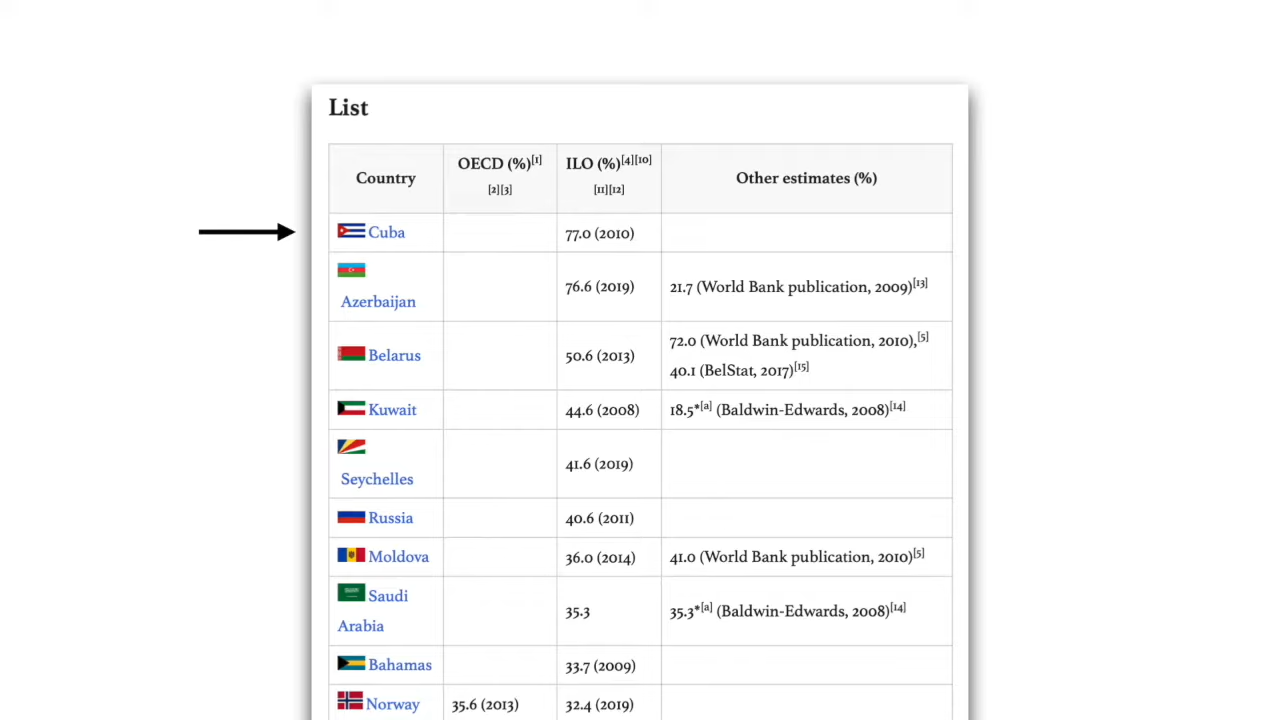 List
Country
OECD (%)[1]
[2][3]
ILO (%)[4][10]
[11][12]
Other estimates (%)
Cuba
77.0 (2010)
Azerbaijan
76.6 (2019)
21.7 (World Bank publication, 2009)[13]
Belarus
50.6 (2013)
72.0 (World Bank publication, 2010),[5]
40.1 (BelStat, 2017)[15]
Kuwait
44.6 (2008)
18.5*[a] (Baldwin-Edwards, 2008)[14]
Seychelles
41.6 (2019)
Russia
40.6 (2011)
Moldova
36.0 (2014)
41.0 (World Bank publication, 2010)[5]
Saudi
Arabia
35.3
35.3*[a] (Baldwin-Edwards, 2008)[14]
Bahamas
33.7 (2009)
Norway
35.6 (2013)
32.4 (2019)